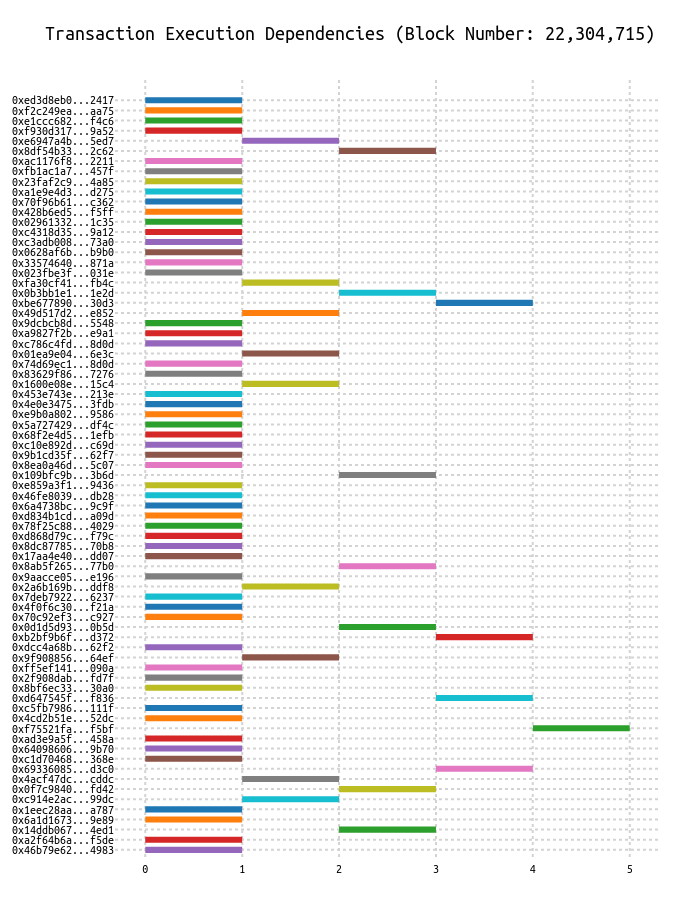 Transaction Execution Dependencies (Block Number: 22,304,715)
0xed3d8eb0...2417
0xf2c249ea...aa75
0xe1ccc682...f4c6
0xf930d317...9a52
0xe6947a4b...5ed7
0x8df54b33...2c62
0xac1176f8...2211
0xfb1ac1a7...457f
0x23faf2c9...4a85
0xa1e9e4d3...d275
0x70f96b61...c362
0x428b6ed5...f5ff
0x02961332...1c35
0xc4318d35...9a12
0xc3adb008...73a0
0x0628af6b...b9b0
0x33574640...871a
0x023fbe3f...031e
0xfa30cf41...fb4c
0x0b3bb1e1...1e2d
0xbe677890...30d3
0x49d517d2...e852
0x9dcbcb8d...5548
0xa9827f2b...e9a1
0xc786c4fd...8d0d
0x01ea9e04...6e3c
0x74d69ec1...8d0d
0x83629f86...7276
0x1600e08e...15c4
0x453e743e...213e
0x4e0e3475...3fdb
0xe9b0a802...9586
0x5a727429...df4c
0x68f2e4d5...1efb
0xc10e892d...c69d
0x9b1cd35f...62f7
0x8ea0a46d...5c07
0x109bfc9b...3b6d
0xe859a3f1...9436
0x46fe8039...db28
0x6a4738bc...9c9f
0xd834b1cd...a09d
0x78f25c88...4029
0xd868d79c...f79c
0x8dc87785...70b8
0x17aa4e40...dd07
0x8ab5f265...77b0
0x9aacce05...e196
0x2a6b169b...ddf8
0x7deb7922...6237
0x4f0f6c30...f21a
0x70c92ef3...c927
0x0d1d5d93...0b5d
0xb2bf9b6f...d372
0xdcc4a68b...62f2
0x9f908856...64ef
0xff5ef141...090a
0x2f908dab...fd7f
0x8bf6ec33...30a0
0xd647545f...f836
0xc5fb7986...111f
0x4cd2b51e...52dc
0xf75521fa...f5bf
0xad3e9a5f...458a
0x64098606...9b70
0xc1d70468...368e
0x69336085...d3c0
0x4acf47dc...cddc
0x0f7c9840...fd42
0xc914e2ac...99dc
0x1eec28aa...a787
0x6a1d1673...9e89
0x14ddb067...4ed1
0xa2f64b6a...f5de
0x46b79e62...4983
0 1 2 3 4 5